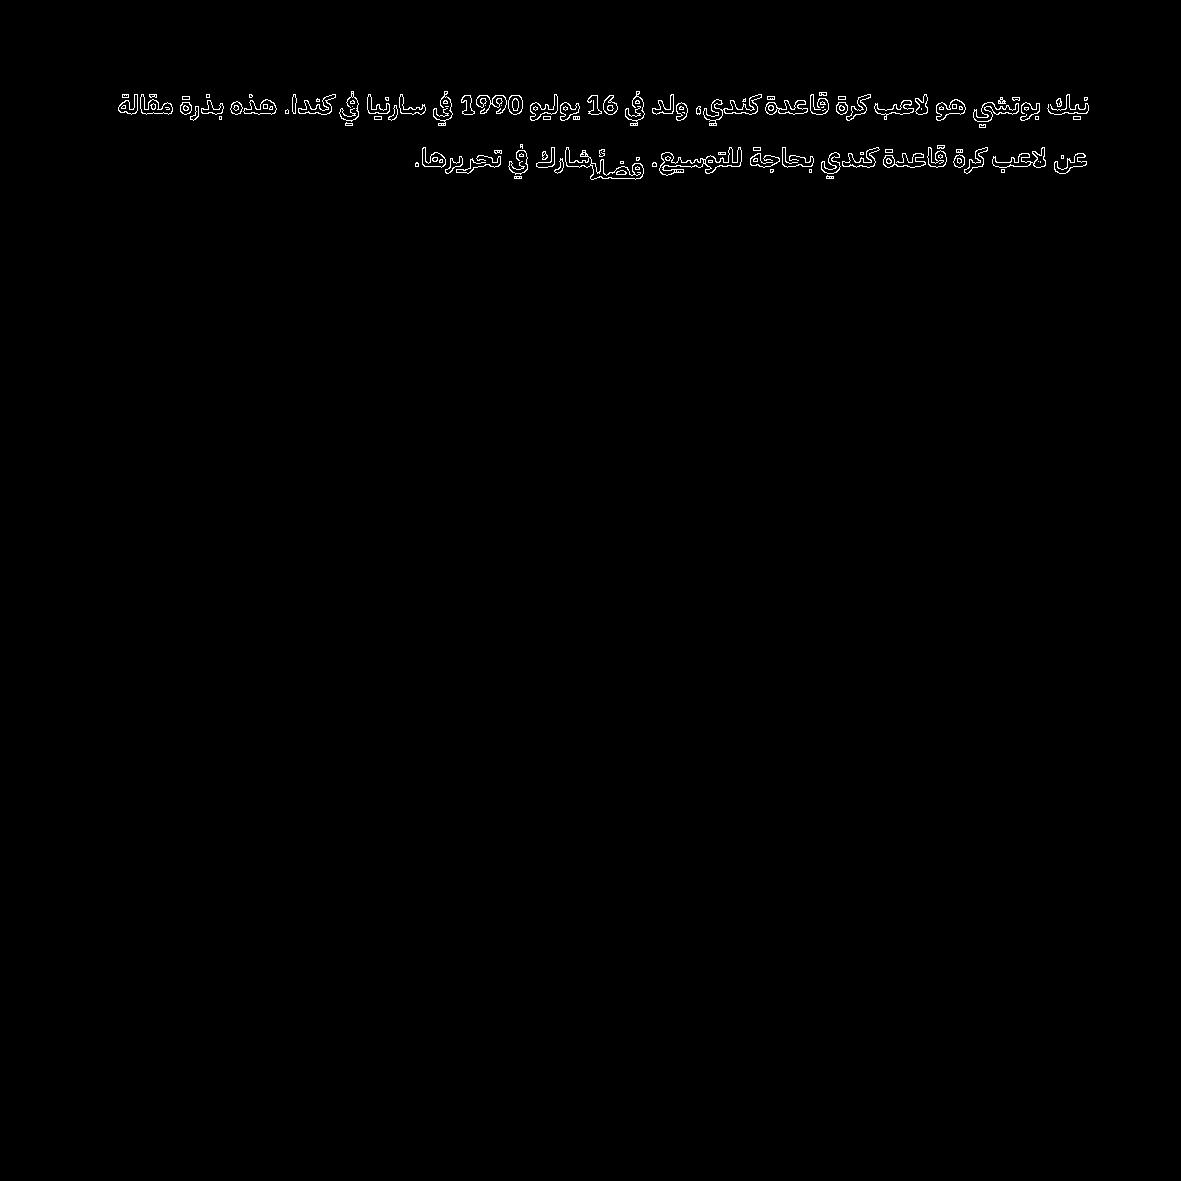 نيك بوتشي هو لاعب كرة قاعدة كندي، ولد في 16 يوليو 1990 في سارنيا في كندا. هذه بذرة مقالة
عن لاعب كرة قاعدة كندي بحاجة للتوسيع. فضلاً شارك في تحريرها.